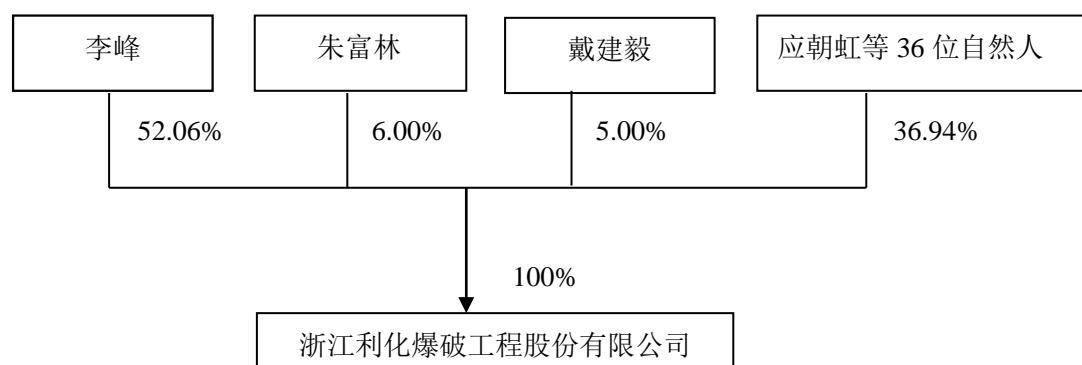 李峰
朱富林
戴建毅
应朝虹等 36 位自然人
52.06%
6.00%
5.00%
36.94%
100%
浙江利化爆破工程股份有限公司